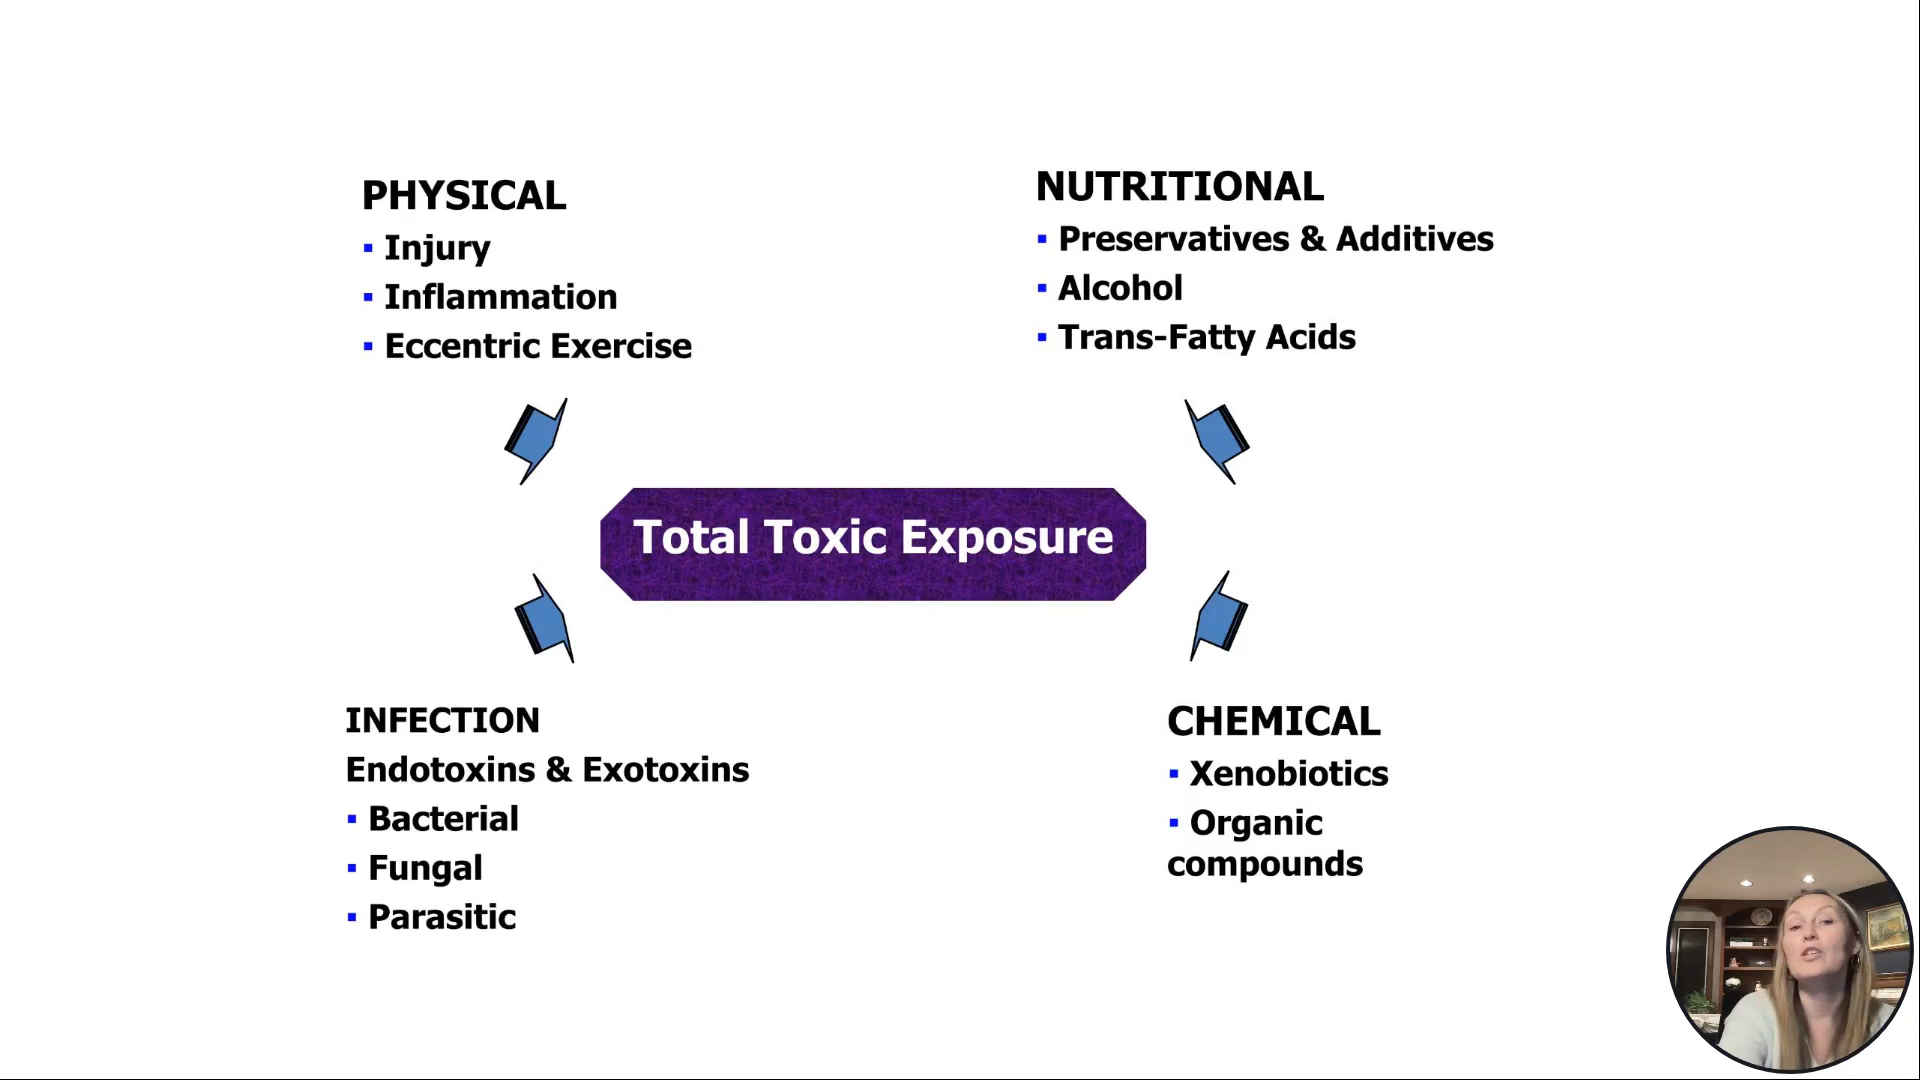 PHYSICAL
▪ Injury
▪ Inflammation
▪ Eccentric Exercise
NUTRITIONAL
▪ Preservatives & Additives
▪ Alcohol
▪ Trans-Fatty Acids
Total Toxic Exposure
INFECTION
Endotoxins & Exotoxins
▪ Bacterial
▪ Fungal
▪ Parasitic
CHEMICAL
▪ Xenobiotics
▪ Organic
compounds